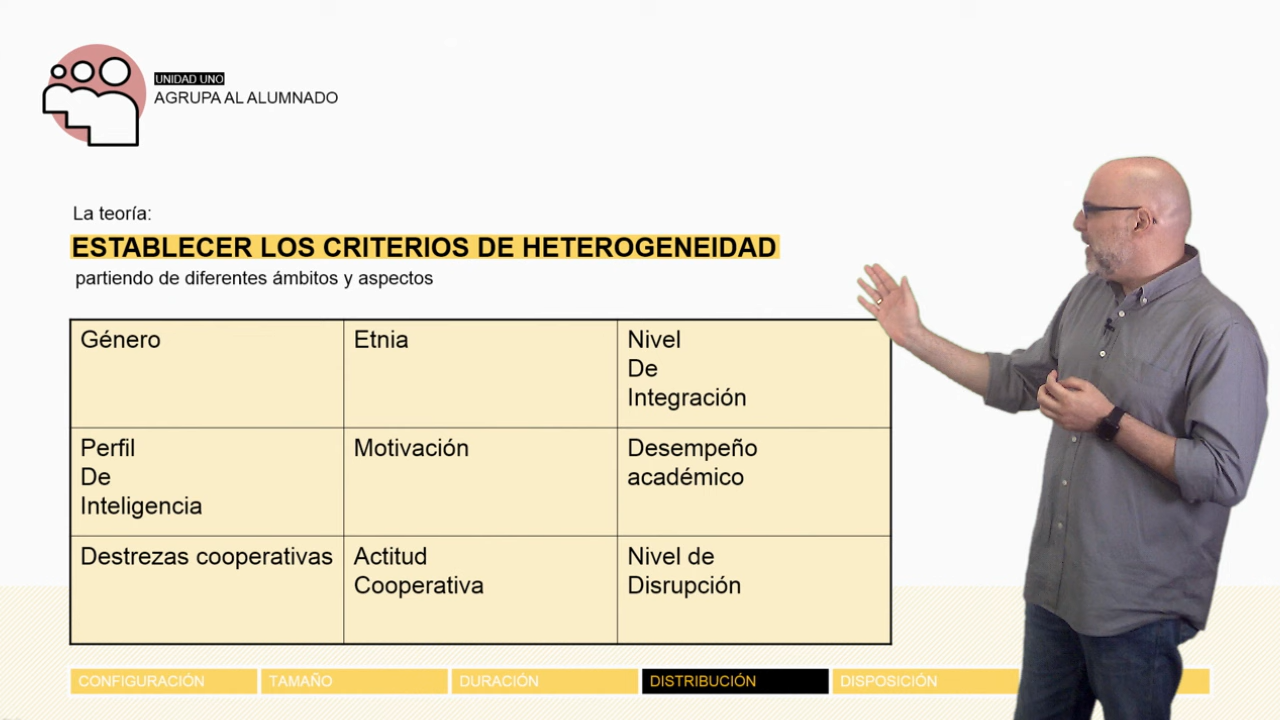 UNIDAD UNO
AGRUPA AL ALUMNADO
La teoría:
ESTABLECER LOS CRITERIOS DE HETEROGENEIDAD
partiendo de diferentes ámbitos y aspectos
Género
Etnia
Nivel
De
Integración
Perfil
De
Inteligencia
Motivación
Desempeño
académico
Destrezas cooperativas
Actitud
Cooperativa
Nivel de
Disrupción
CONFIGURACIÓN
TAMAÑO
DURACIÓN
DISTRIBUCIÓN
DISPOSICIÓN